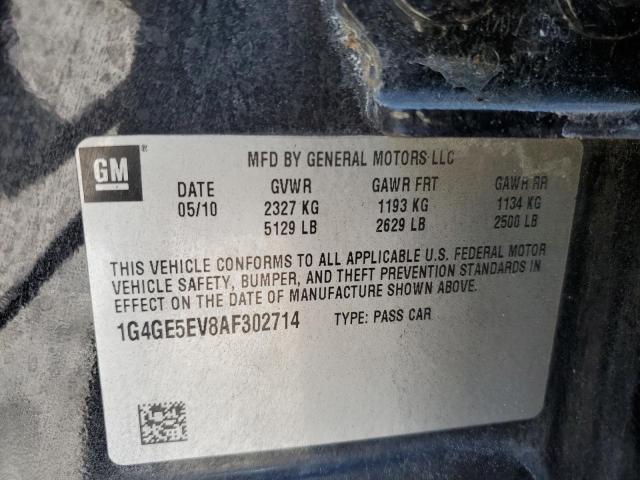 GM ® MFD BY GENERAL MOTORS LLC
DATE GVWR GAWR FRT GAWR RR
05/10 2327 KG 1193 KG 1134 KG
5129 LB 2629 LB 2500 LB
THIS VEHICLE CONFORMS TO ALL APPLICABLE U.S. FEDERAL MOTOR
VEHICLE SAFETY, BUMPER, AND THEFT PREVENTION STANDARDS IN
EFFECT ON THE DATE OF MANUFACTURE SHOWN ABOVE.
1G4GE5EV8AF302714 TYPE: PASS CAR